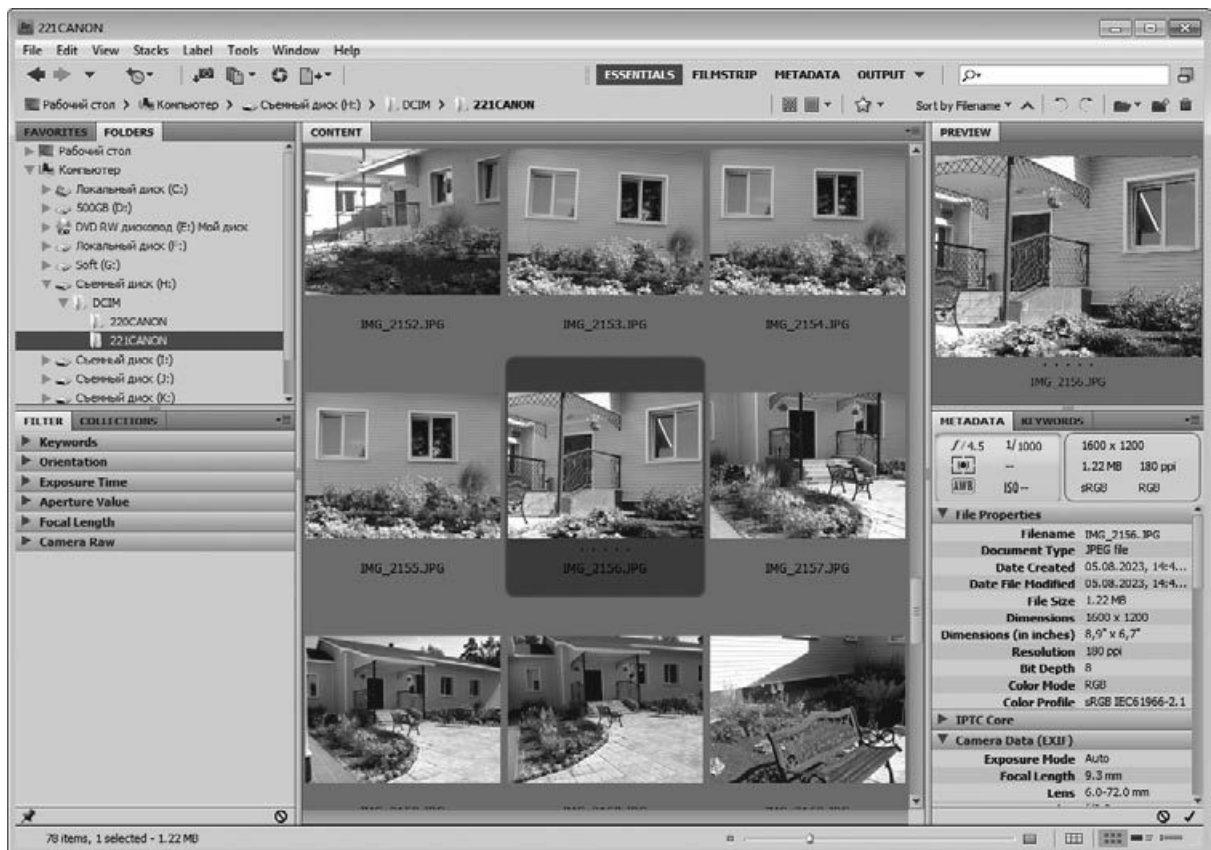 Br 221CANON
File Edit View Stacks Label Tools Window Help
ESSENTIALS FILMSTRIP METADATA OUTPUT
Рабочий стол > Компьютер > Съемный диск (H:) > DCIM > 221CANON
Sort by Filename
FAVORITES FOLDERS
Рабочий стол
Компьютер
Локальный диск (C:)
500GB (D:)
DVD RW дисковод (E:) Мой диск
Локальный диск (F:)
Soft (G:)
Съемный диск (H:)
DCIM
220CANON
221CANON
Съемный диск (I:)
Съемный диск (J:)
Съемный диск (K:)
FILTER COLLECTIONS
Keywords
Orientation
Exposure Time
Aperture Value
Focal Length
Camera Raw
CONTENT
IMG_2152.JPG IMG_2153.JPG IMG_2154.JPG
IMG_2155.JPG IMG_2156.JPG IMG_2157.JPG
PREVIEW
IMG_2156.JPG
METADATA KEYWORDS
f/4.5 1/1000
--
AWB ISO--
1600 x 1200
1.22 MB 180 ppi
sRGB RGB
File Properties
Filename IMG_2156.JPG
Document Type JPEG file
Date Created 05.08.2023, 14:4...
Date File Modified 05.08.2023, 14:4...
File Size 1.22 MB
Dimensions 1600 x 1200
Dimensions (in inches) 8,9" x 6,7"
Resolution 180 ppi
Bit Depth 8
Color Mode RGB
Color Profile sRGB IEC61966-2.1
IPTC Core
Camera Data (EXIF)
Exposure Mode Auto
Focal Length 9.3 mm
Lens 6.0-72.0 mm
78 items, 1 selected - 1.22 MB